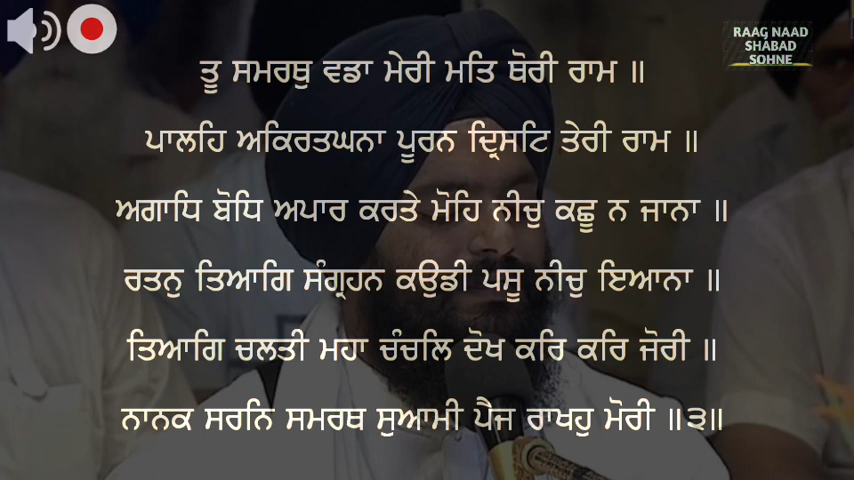 RAAG NAAD
SHABAD
SOHNE
ਤੂ ਸਮਰਥੁ ਵਡਾ ਮੇਰੀ ਮਤਿ ਥੋਰੀ ਰਾਮ ॥
ਪਾਲਹਿ ਅਕਿਰਤਘਨਾ ਪੂਰਨ ਦ੍ਰਿਸਟਿ ਤੇਰੀ ਰਾਮ ॥
ਅਗਾਧਿ ਬੋਧਿ ਅਪਾਰ ਕਰਤੇ ਮੋਹਿ ਨੀਚੁ ਕਛੂ ਨ ਜਾਨਾ ॥
ਰਤਨੁ ਤਿਆਗਿ ਸੰਗ੍ਰਹਨ ਕਉਡੀ ਪਸੂ ਨੀਚੁ ਇਆਨਾ ॥
ਤਿਆਗਿ ਚਲਤੀ ਮਹਾ ਚੰਚਲਿ ਦੋਖ ਕਰਿ ਕਰਿ ਜੋਰੀ ॥
ਨਾਨਕ ਸਰਨਿ ਸਮਰਥ ਸੁਆਮੀ ਪੈਜ ਰਾਖਹੁ ਮੋਰੀ ॥੩॥